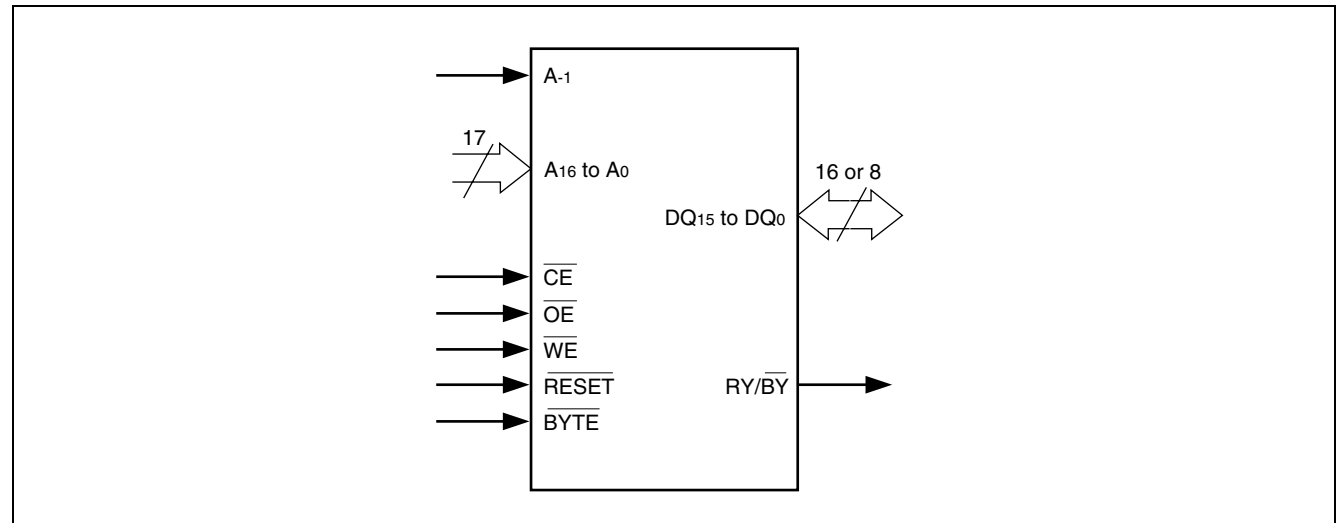 A-1
17
A16 to A0
16 or 8
DQ15 to DQ0
CE
OE
WE
RESET
RY/BY
BYTE